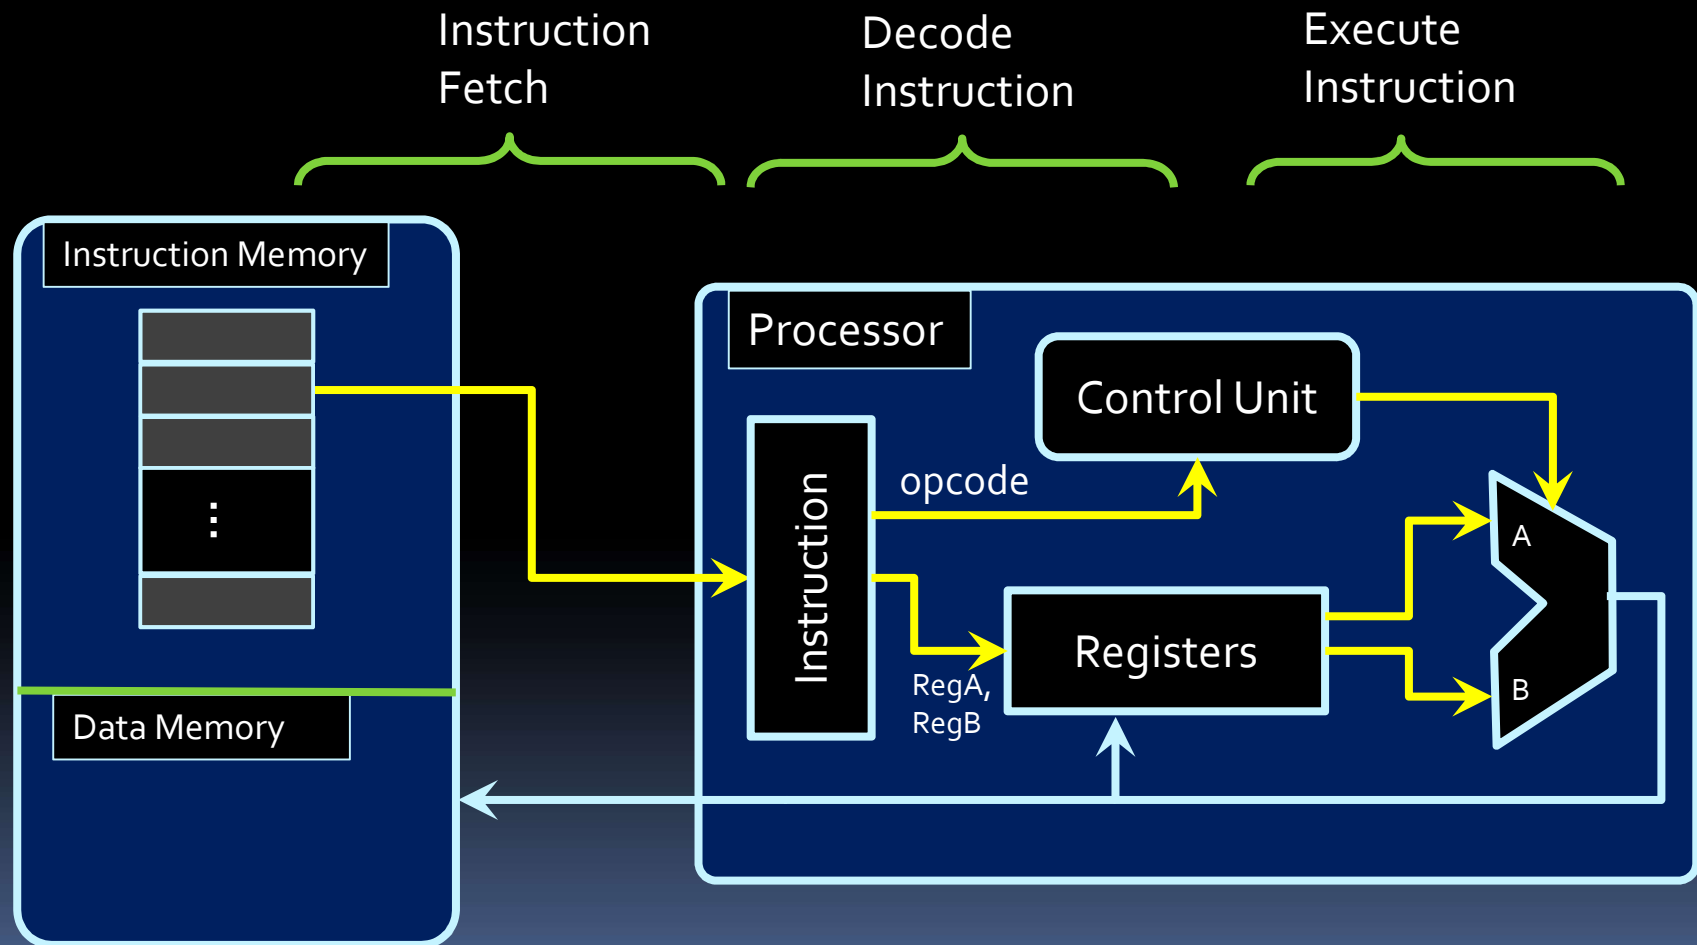 Instruction
Fetch
Decode
Instruction
Execute
Instruction
Instruction Memory
⋮
Data Memory
Processor
Control Unit
Instruction
opcode
RegA,
RegB
Registers
A
B